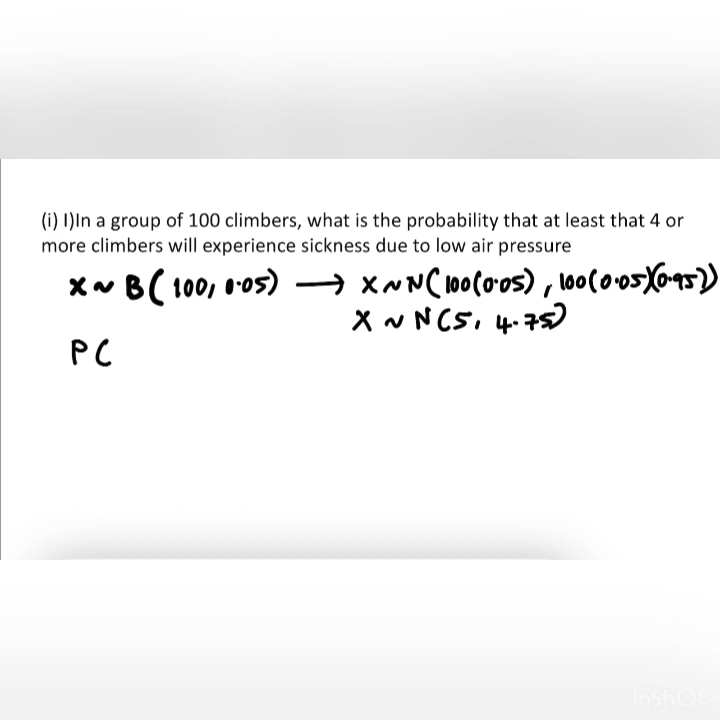 (i) I)In a group of 100 climbers, what is the probability that at least that 4 or
more climbers will experience sickness due to low air pressure
X ~ B( 100, 0.05) → X ~ N( 100(0.05) , 100(0.05)(0.95))
X ~ N (5, 4.75)
P (
InShOt